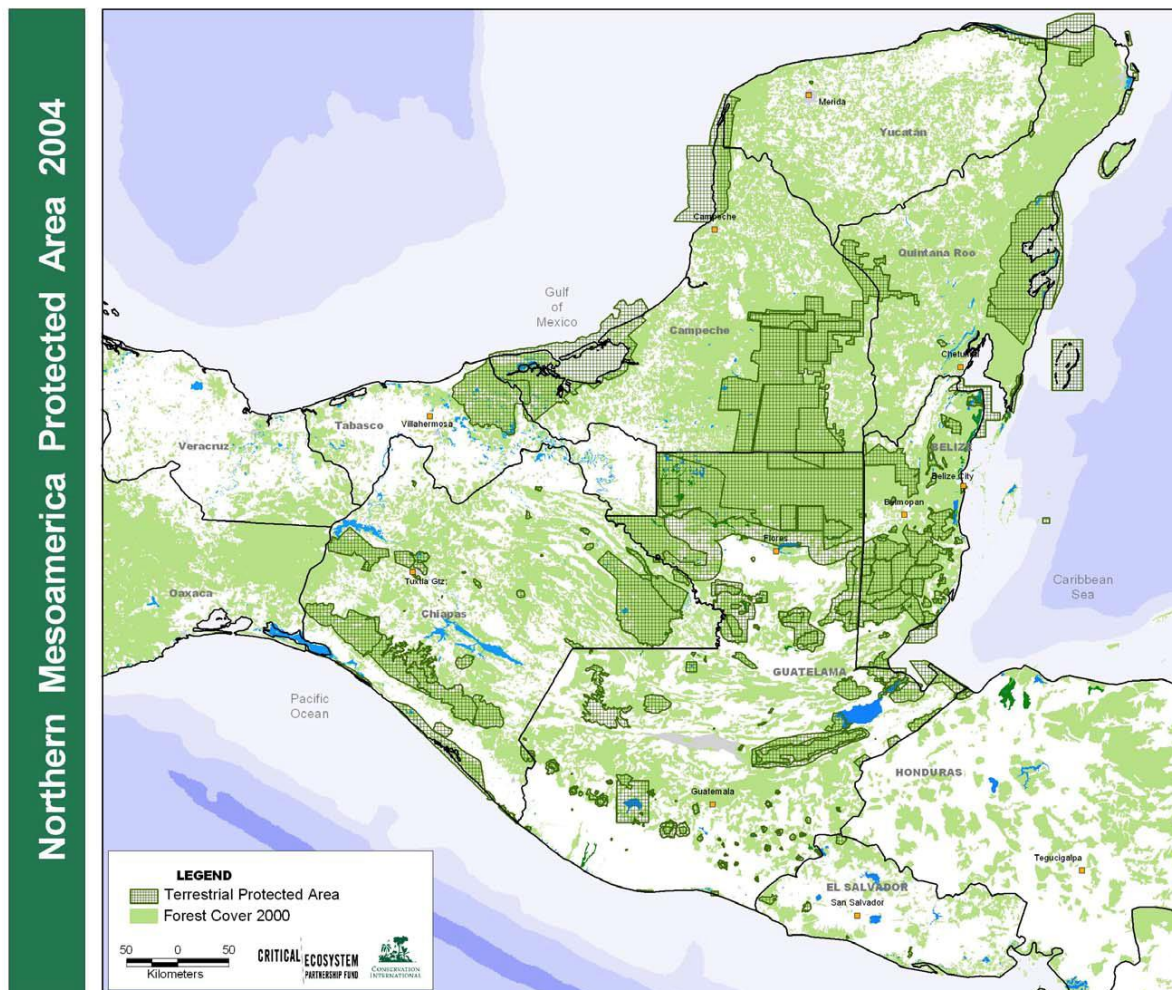 Northern Mesoamerica Protected Area 2004
Merida
Yucatán
Campeche
Quintana Roo
Gulf
of
Mexico
Campeche
Chetumal
Villahermosa
Tabasco
Veracruz
BELIZE
Belize City
Belmopan
Flores
Tuxtla Gtz.
Oaxaca
Chiapas
Caribbean
Sea
GUATELAMA
Pacific
Ocean
HONDURAS
Guatemala
Tegucigalpa
EL SALVADOR
San Salvador
LEGEND
Terrestrial Protected Area
Forest Cover 2000
50 0 50
Kilometers
CRITICAL ECOSYSTEM
PARTNERSHIP FUND
CONSERVATION
INTERNATIONAL